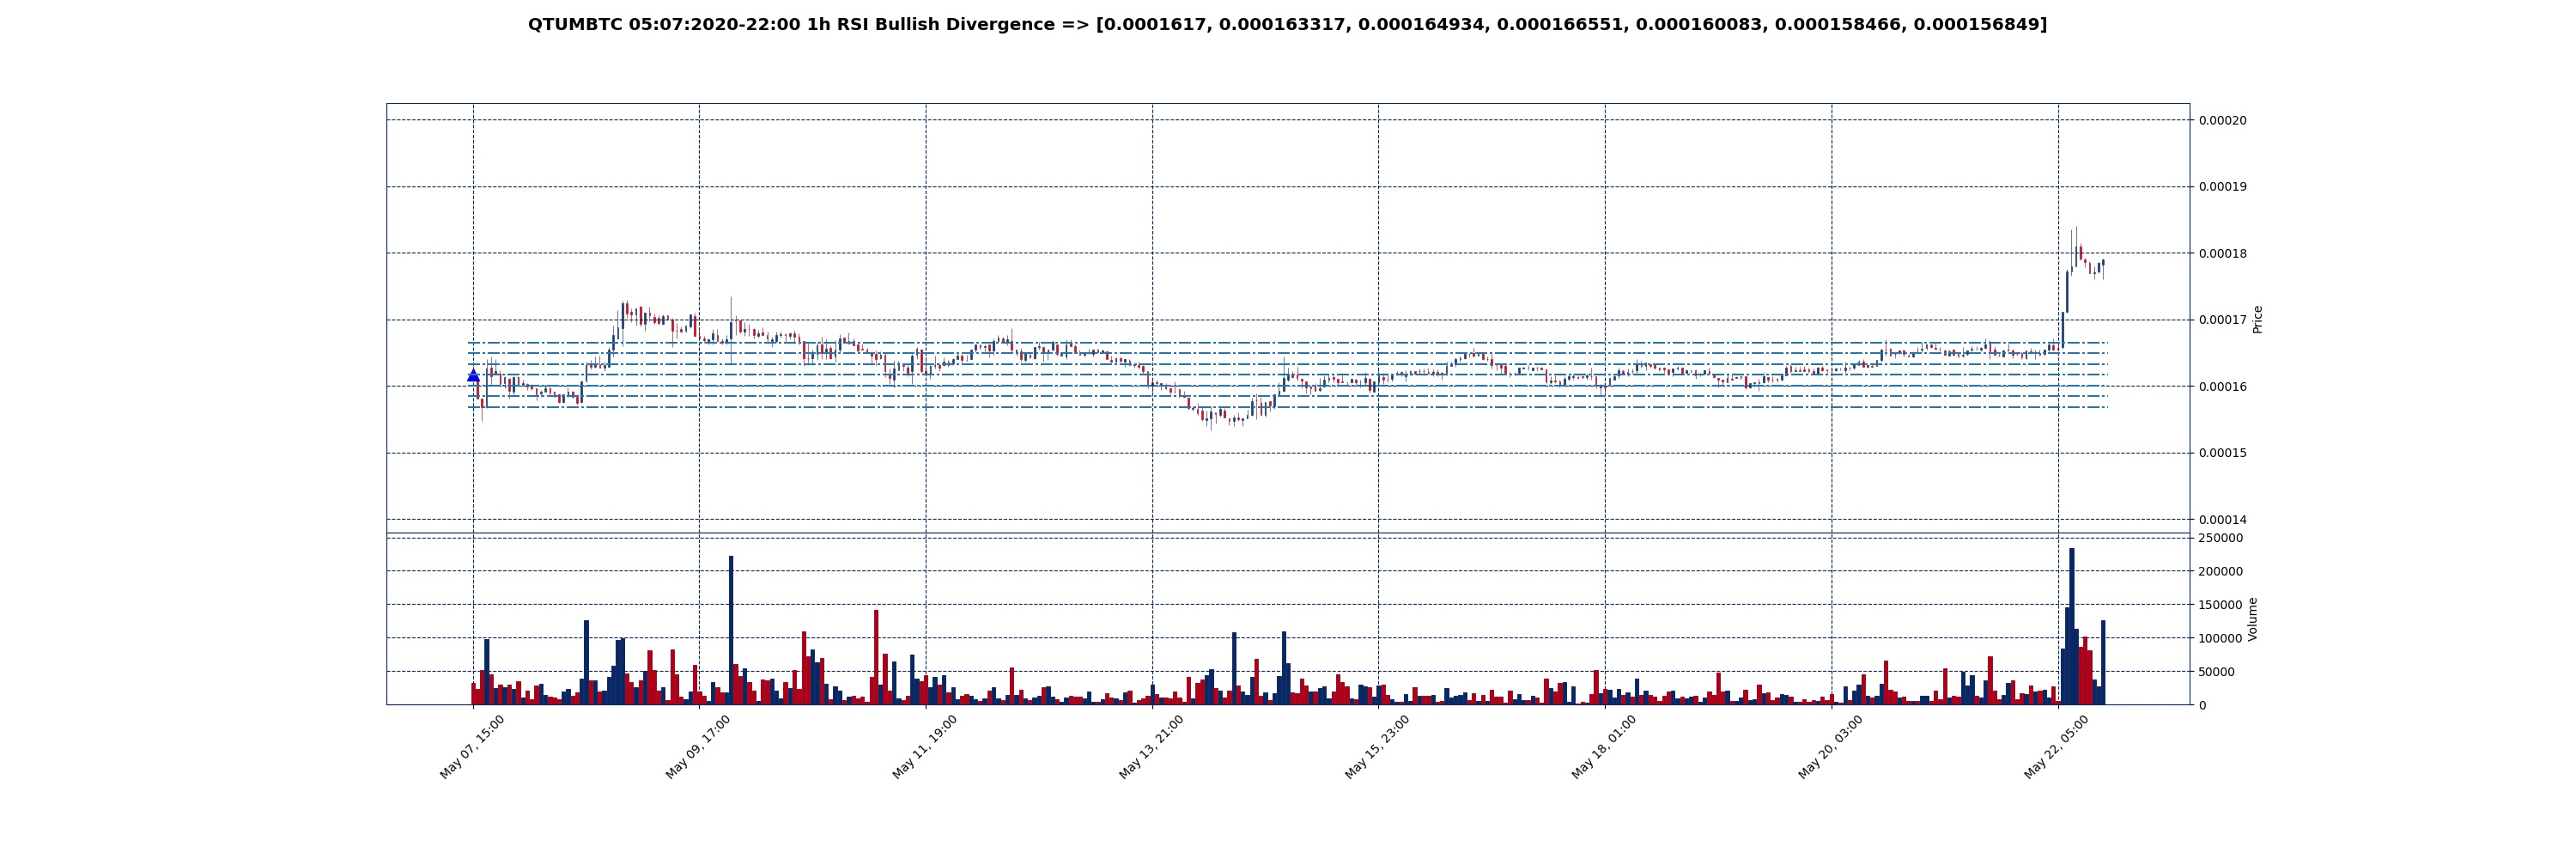 QTUMBTC 05:07:2020-22:00 1h RSI Bullish Divergence => [0.0001617, 0.000163317, 0.000164934, 0.000166551, 0.000160083, 0.000158466, 0.000156849]
0.00020
0.00019
0.00018
0.00017
0.00016
0.00015
0.00014
Price
250000
200000
150000
100000
50000
0
Volume
May 07, 15:00
May 09, 17:00
May 11, 19:00
May 13, 21:00
May 15, 23:00
May 18, 01:00
May 20, 03:00
May 22, 05:00